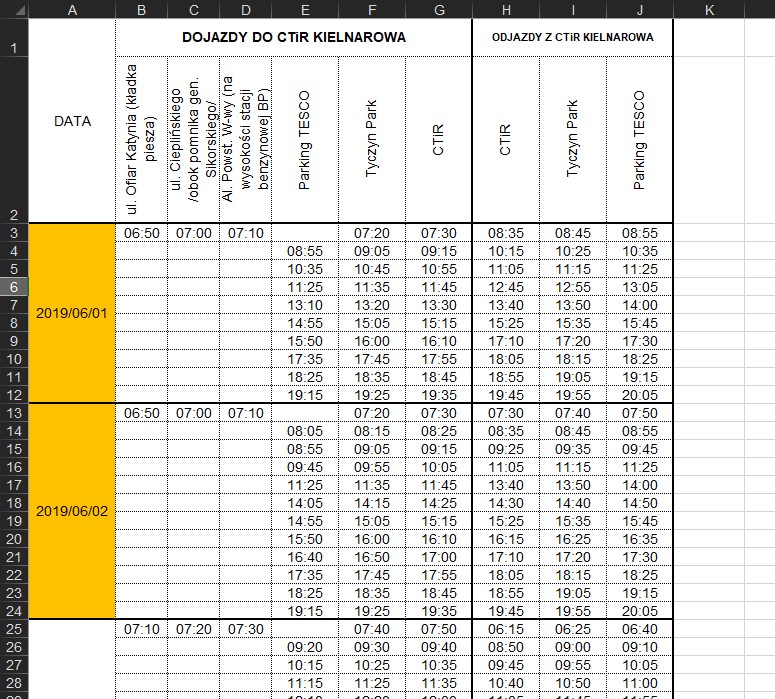 A B C D E F G H I J K
1 DOJAZDY DO CTiR KIELNAROWA ODJAZDY Z CTiR KIELNAROWA
2 DATA
ul. Ofiar Katynia (kładka
piesza)
ul. Cieplińskiego
/obok pomnika gen.
Sikorskiego/
Al. Powst. W-wy (na
wysokości stacji
benzynowej BP)
Parking TESCO
Tyczyn Park
CTiR
CTiR
Tyczyn Park
Parking TESCO
3 06:50 07:00 07:10 07:20 07:30 08:35 08:45 08:55
4 08:55 09:05 09:15 10:15 10:25 10:35
5 10:35 10:45 10:55 11:05 11:15 11:25
6 11:25 11:35 11:45 12:45 12:55 13:05
7 2019/06/01 13:10 13:20 13:30 13:40 13:50 14:00
8 14:55 15:05 15:15 15:25 15:35 15:45
9 15:50 16:00 16:10 17:10 17:20 17:30
10 17:35 17:45 17:55 18:05 18:15 18:25
11 18:25 18:35 18:45 18:55 19:05 19:15
12 19:15 19:25 19:35 19:45 19:55 20:05
13 06:50 07:00 07:10 07:20 07:30 07:30 07:40 07:50
14 08:05 08:15 08:25 08:35 08:45 08:55
15 08:55 09:05 09:15 09:25 09:35 09:45
16 09:45 09:55 10:05 11:05 11:15 11:25
17 11:25 11:35 11:45 13:40 13:50 14:00
18 2019/06/02 14:05 14:15 14:25 14:30 14:40 14:50
19 14:55 15:05 15:15 15:25 15:35 15:45
20 15:50 16:00 16:10 16:15 16:25 16:35
21 16:40 16:50 17:00 17:10 17:20 17:30
22 17:35 17:45 17:55 18:05 18:15 18:25
23 18:25 18:35 18:45 18:55 19:05 19:15
24 19:15 19:25 19:35 19:45 19:55 20:05
25 07:10 07:20 07:30 07:40 07:50 06:15 06:25 06:40
26 09:20 09:30 09:40 08:50 09:00 09:10
27 10:15 10:25 10:35 09:45 09:55 10:05
28 11:15 11:25 11:35 10:40 10:50 11:00